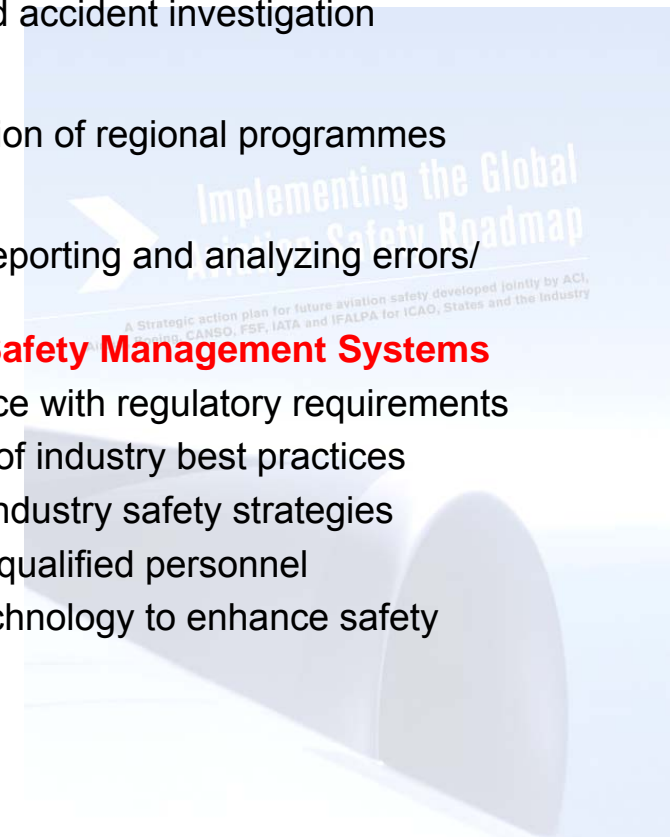 d accident investigation
ion of regional programmes
Implementing the Global
Aviation Safety Roadmap
eporting and analyzing errors/
A Strategic action plan for future aviation safety developed jointly by ACI,
Boeing, CANSO, FSF, IATA and IFALPA for ICAO, States and the Industry
Safety Management Systems
ce with regulatory requirements
of industry best practices
ndustry safety strategies
qualified personnel
chnology to enhance safety